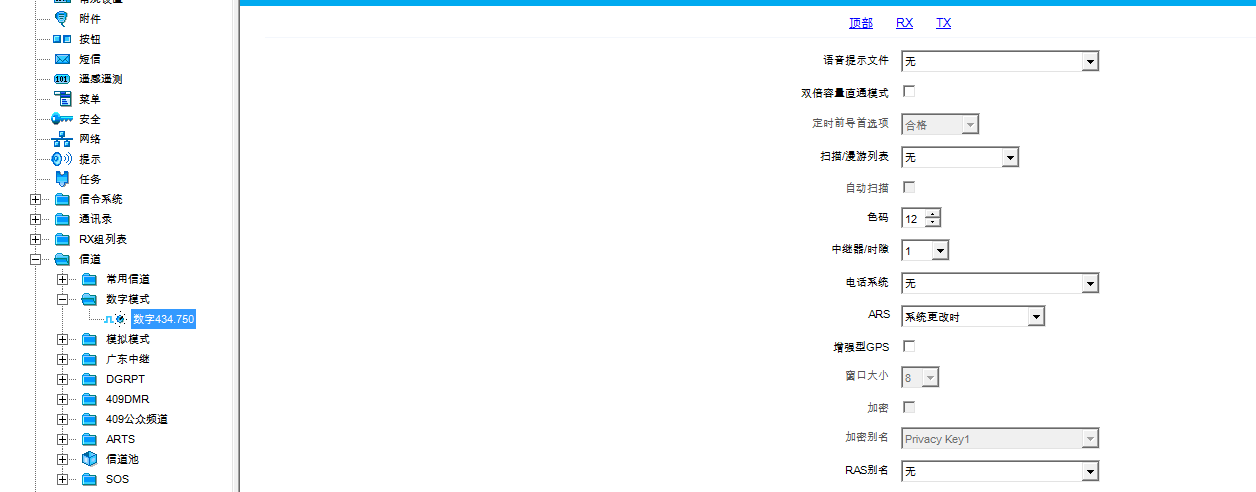 常规设置
附件
按钮
短信
遥感遥测
菜单
安全
网络
提示
任务
信令系统
通讯录
RX组列表
信道
常用信道
数字模式
数字434.750
模拟模式
广东中继
DGRPT
409DMR
409公众频道
ARTS
信道池
SOS
顶部 RX TX
语音提示文件 无
双倍容量直通模式
定时前导首选项 合格
扫描/漫游列表 无
自动扫描
色码 12
中继器/时隙 1
电话系统 无
ARS 系统更改时
增强型GPS
窗口大小 8
加密
加密别名 Privacy Key1
RAS别名 无